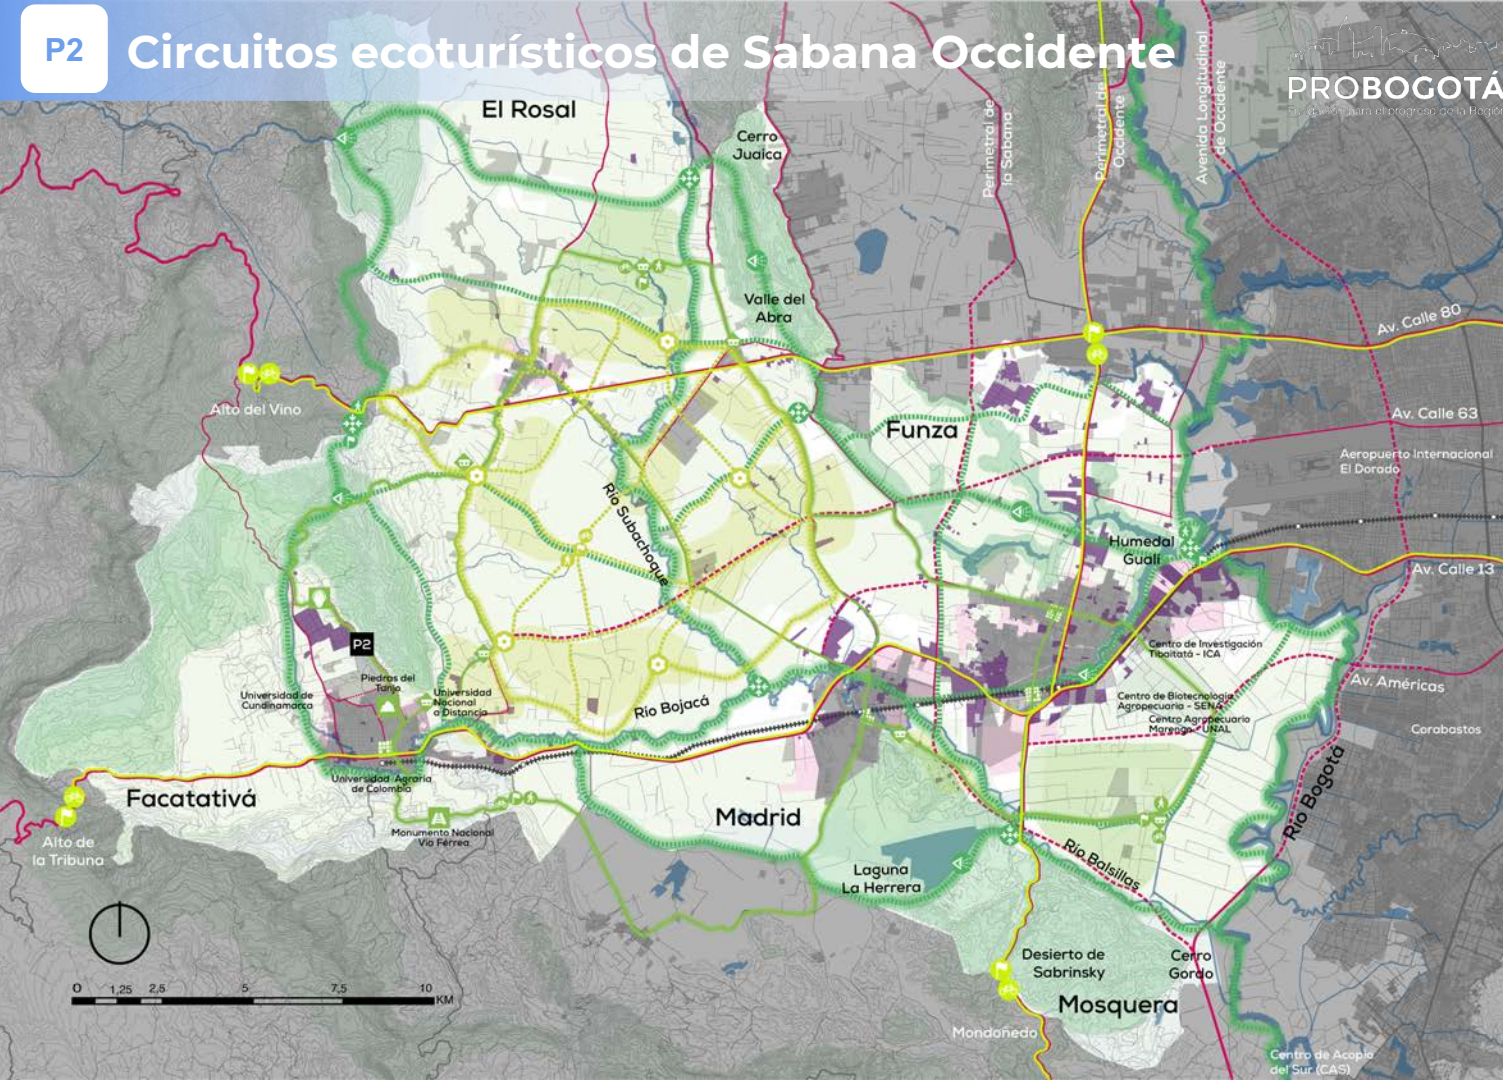 P2
Circuitos ecoturísticos de Sabana Occidente
PROBOGOTÁ
El Rosal
Cerro
Juaica
Perimetral de
la Sabana
Perimetral de
Occidente
Avenida Longitudinal
de Occidente
Valle del
Abra
Av. Calle 80
Alto del Vino
Funza
Av. Calle 63
Aeropuerto Internacional
El Dorado
Río Subachoque
Humedal
Gualí
Av. Calle 13
P2
Centro de Investigación
Tibaitatá - ICA
Piedras del
Tunjo
Universidad de
Cundinamarca
Universidad
Nacional
a Distancia
Río Bojacá
Av. Américas
Centro de Biotecnología
Agropecuaria - SENA
Centro Agropecuario
Marengo - UNAL
Corabastos
Universidad Agraria
de Colombia
Facatativá
Madrid
Río Bogotá
Monumento Nacional
Vía Férrea
Alto de
la Tribuna
Laguna
La Herrera
Río Balsillas
Desierto de
Sabrinsky
Cerro
Gordo
0 1,25 2,5 5 7,5 10
KM
Mosquera
Mondoñedo
Centro de Acopio
del Sur (CAS)